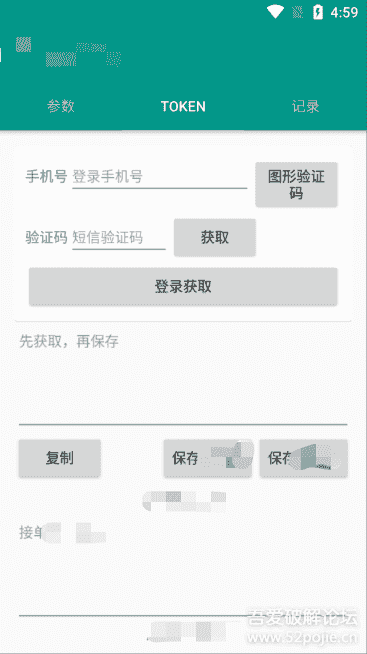 4:59
参数 TOKEN 记录
手机号 登录手机号 图形验证
码
验证码 短信验证码 获取
登录获取
先获取，再保存
复制 保存 保存
接单
吾爱破解论坛
www.52pojie.cn